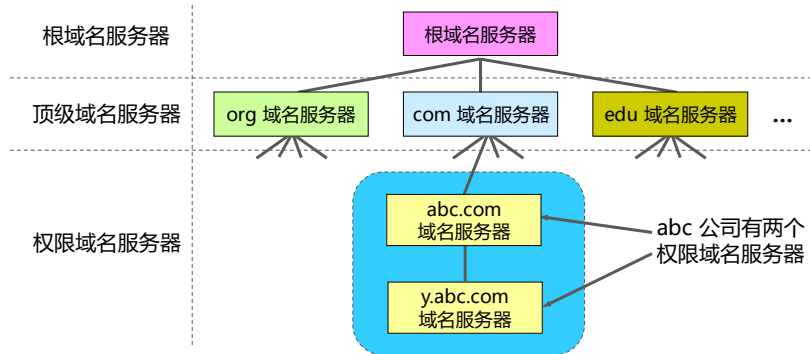 根域名服务器
根域名服务器
顶级域名服务器
org 域名服务器
com 域名服务器
edu 域名服务器
...
权限域名服务器
abc.com
域名服务器
y.abc.com
域名服务器
abc 公司有两个
权限域名服务器